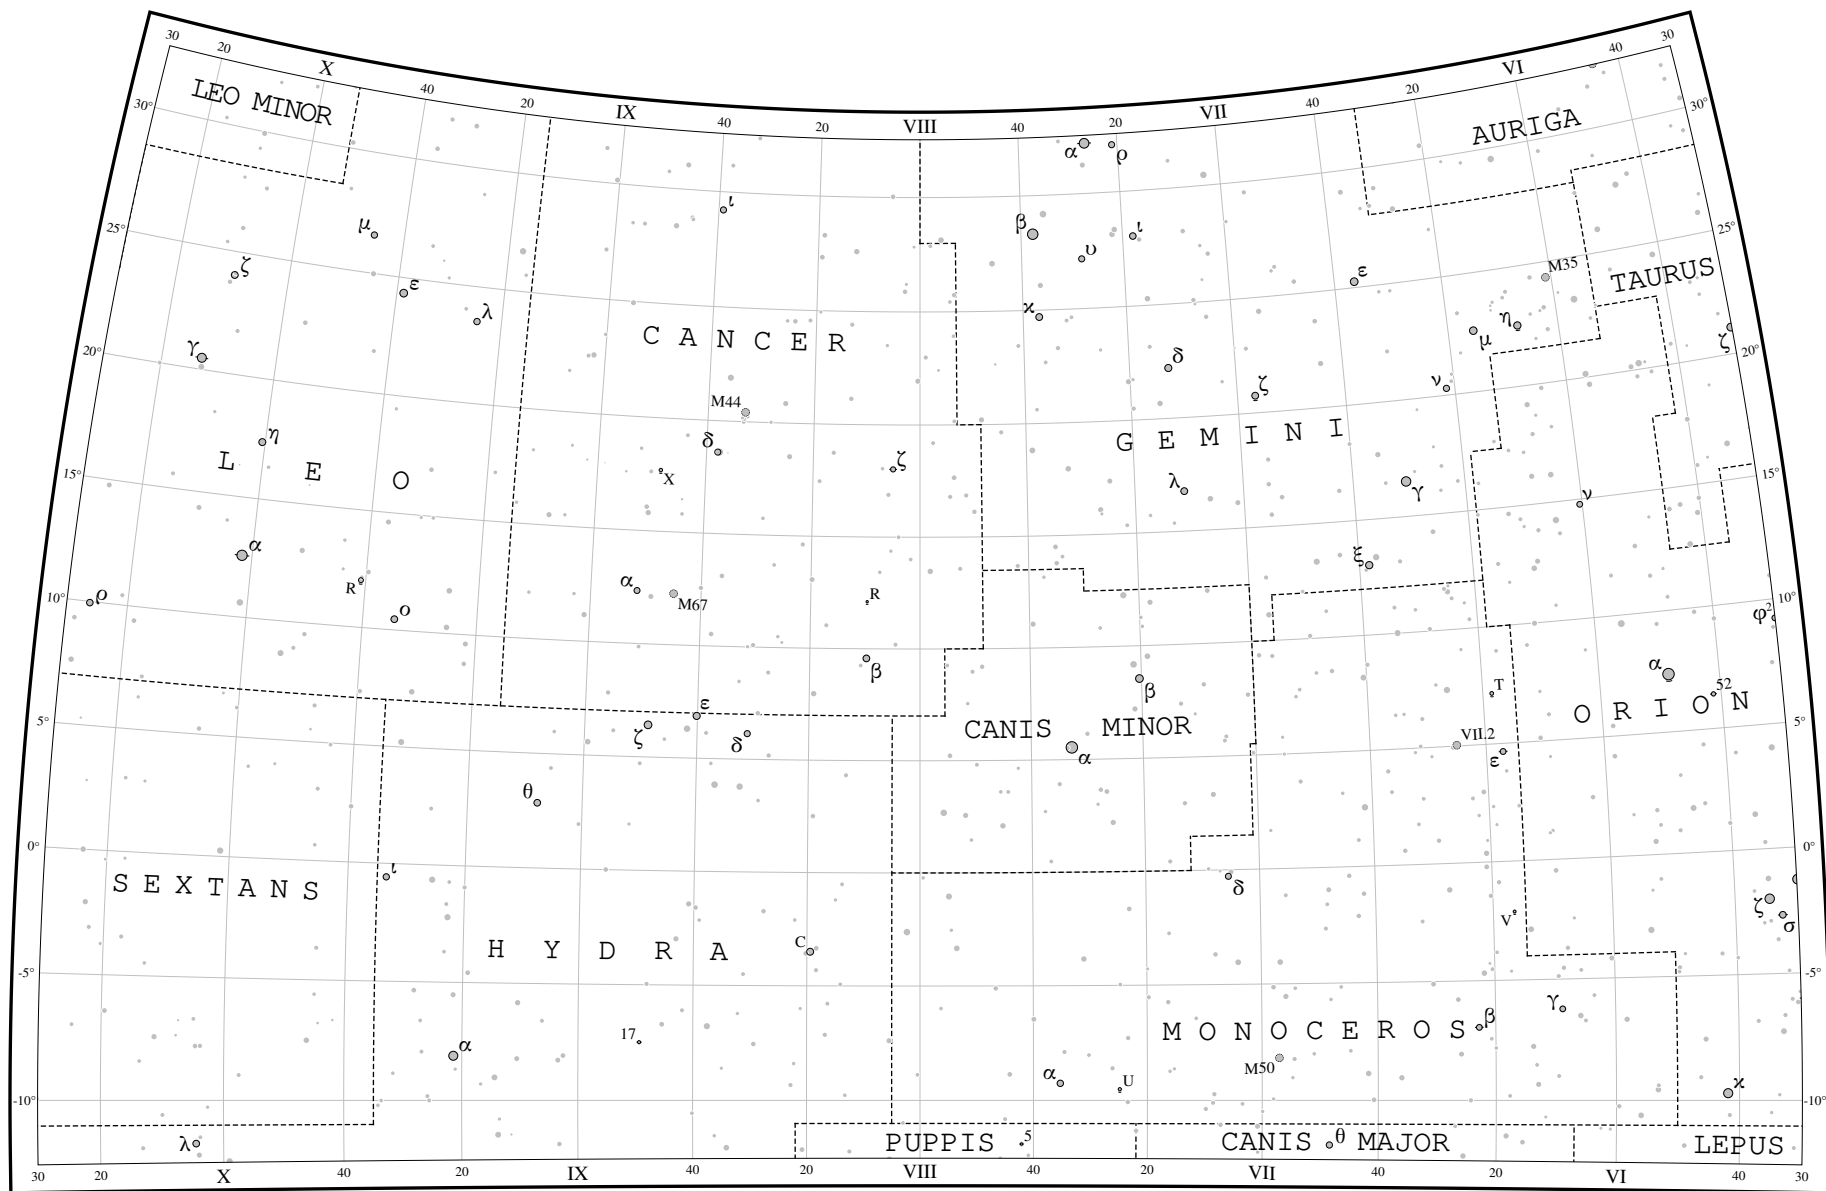 30 20 X 40 20 IX 40 20 VIII 40 20 VII 40 20 VI 40 30
LEO MINOR
AURIGA
30° 30°
α ρ
ι
μ β ι υ
25° 25°
ζ ε ε M35 TAURUS
λ ϰ η μ ζ
CANCER
20° 20°
γ δ ζ ν
M44
η δ GEMINI
LEO X ζ
15° 15°
λ γ ν
α ξ
R α M67 R
10° 10°
ρ ο φ²
β β α 52
T
ε ORION
5° 5°
ζ δ CANIS MINOR VII.2
α ε
θ
0° 0°
SEXTANS ι δ ζ
V σ
C
HYDRA
-5° -5°
γ
17 MONOCEROS β
α M50
α U ϰ
-10° -10°
λ PUPPIS 5 CANIS θ MAJOR LEPUS
30 20 X 40 20 IX 40 20 VIII 40 20 VII 40 20 VI 40 30